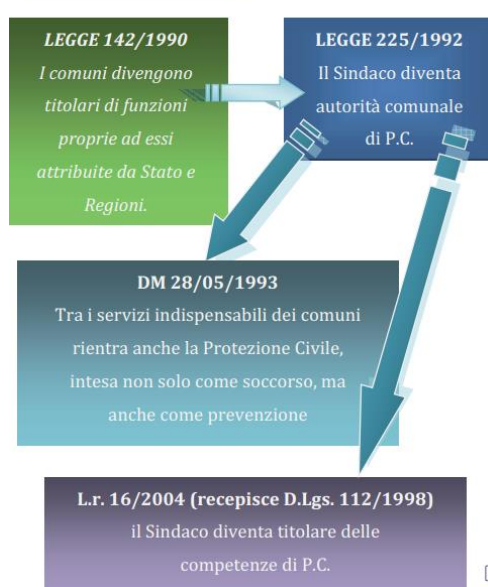 LEGGE 142/1990
I comuni divengono
titolari di funzioni
proprie ad essi
attribuite da Stato e
Regioni.
LEGGE 225/1992
Il Sindaco diventa
autorità comunale
di P.C.
DM 28/05/1993
Tra i servizi indispensabili dei comuni
rientra anche la Protezione Civile,
intesa non solo come soccorso, ma
anche come prevenzione
L.r. 16/2004 (recepisce D.Lgs. 112/1998)
il Sindaco diventa titolare delle
competenze di P.C.